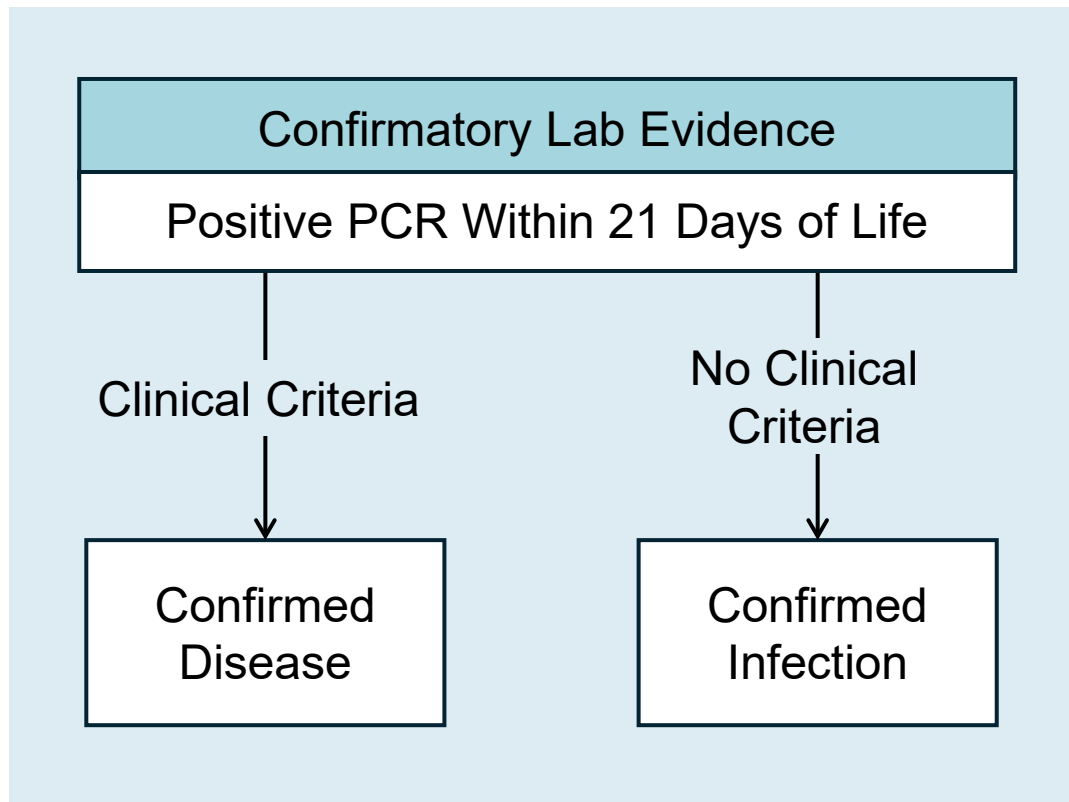 Confirmatory Lab Evidence
Positive PCR Within 21 Days of Life
Clinical Criteria
No Clinical
Criteria
Confirmed
Disease
Confirmed
Infection